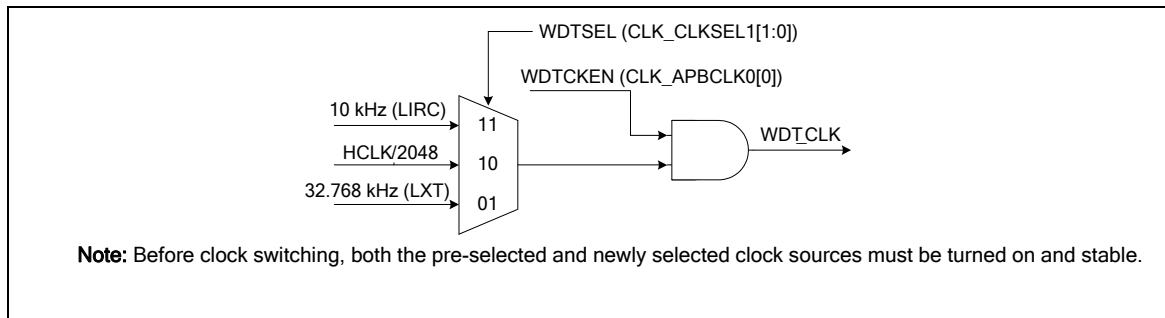 WDTSEL (CLK_CLKSEL1[1:0])
WDTCKEN (CLK_APBCLK0[0])
10 kHz (LIRC)
11
WDT_CLK
HCLK/2048
10
32.768 kHz (LXT)
01
Note: Before clock switching, both the pre-selected and newly selected clock sources must be turned on and stable.